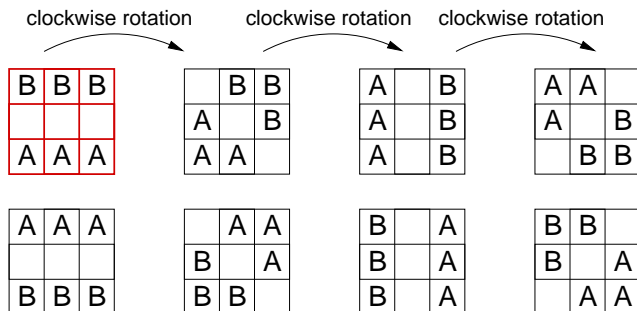 clockwise rotation clockwise rotation clockwise rotation
B B B B B A B A A
A B A B A B
A A A A A A B B B
A A A A A B A B B
B A B A B A
B B B B B B A A A